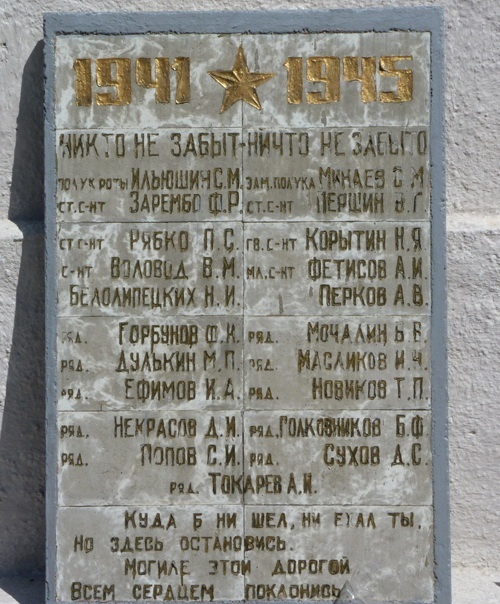 1941 1945
НИКТО НЕ ЗАБЫТ-НИЧТО НЕ ЗАБЫТО
ПОЛИТРУК РОТЫ ИЛЬЮШИН С.М. ЗАМ. ПОЛИТРУКА МИНАЕВ С.М.
СТ. С-НТ ЗАРЕМБО Ф.Р. СТ. С-НТ ПЕРШИН В.Г.
СТ С-НТ РЯБКО П.С. ГВ. С-НТ КОРЫТИН Н.Я
С-НТ ВОЛОВОД В.М. МЛ. С-НТ ФЕТИСОВ А.И.
БЕЛОЛИПЕЦКИХ Н.И. ПЕРКОВ А.В.
РЯД. ГОРБУНОВ Ф.К. РЯД. МОЧАЛИН
РЯД. ДУЛЬКИН М.П. РЯД. МАСЛИКОВ И.Ч.
РЯД. ЕФИМОВ И.А. РЯД. НОВИКОВ Т.П.
РЯД. НЕКРАСОВ Д.И. РЯД. ПОЛКОВНИКОВ Б.Ф
РЯД. ПОПОВ С.И. РЯД. СУХОВ Д.С.
РЯД. ТОКАРЕВ А.И.
КУДА Б НИ ШЕЛ, НИ ЕХАЛ ТЫ,
НО ЗДЕСЬ ОСТАНОВИСЬ.
МОГИЛЕ ЭТОЙ ДОРОГОЙ
ВСЕМ СЕРДЦЕМ ПОКЛОНИСЬ